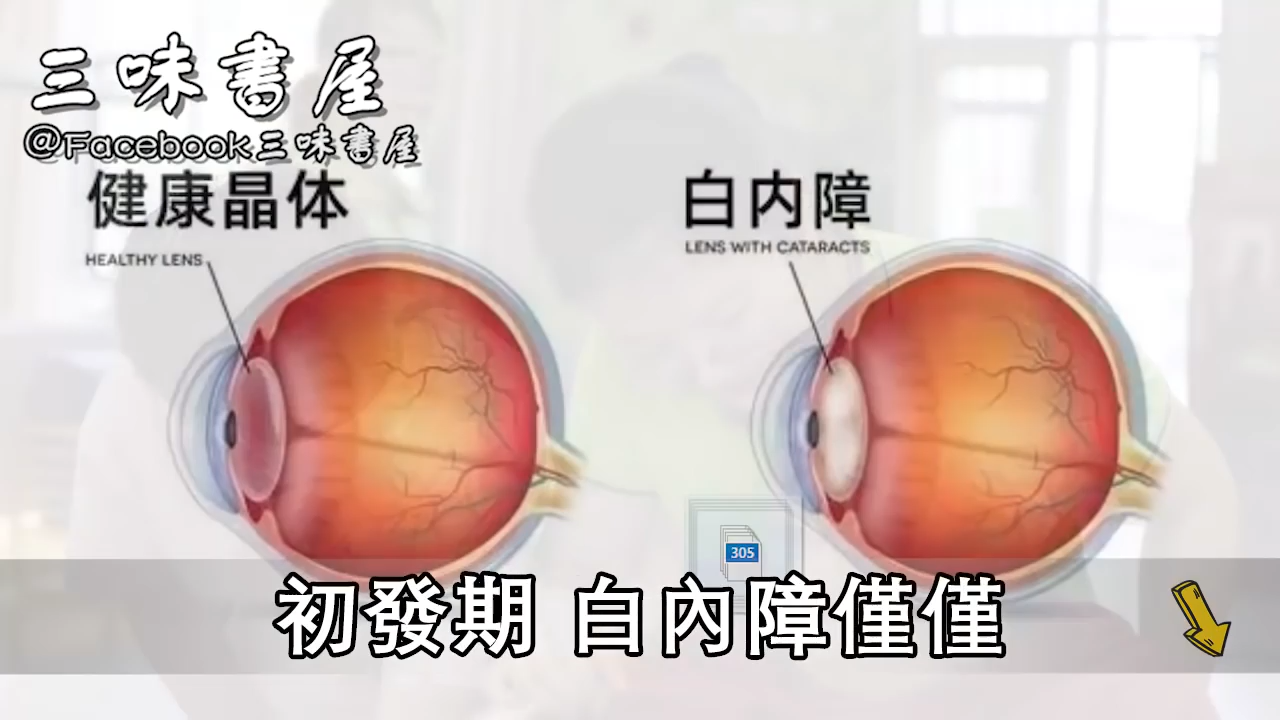 三味書屋
@Facebook三味書屋
健康晶体
HEALTHY LENS
白内障
LENS WITH CATARACTS
305
初發期 白內障僅僅